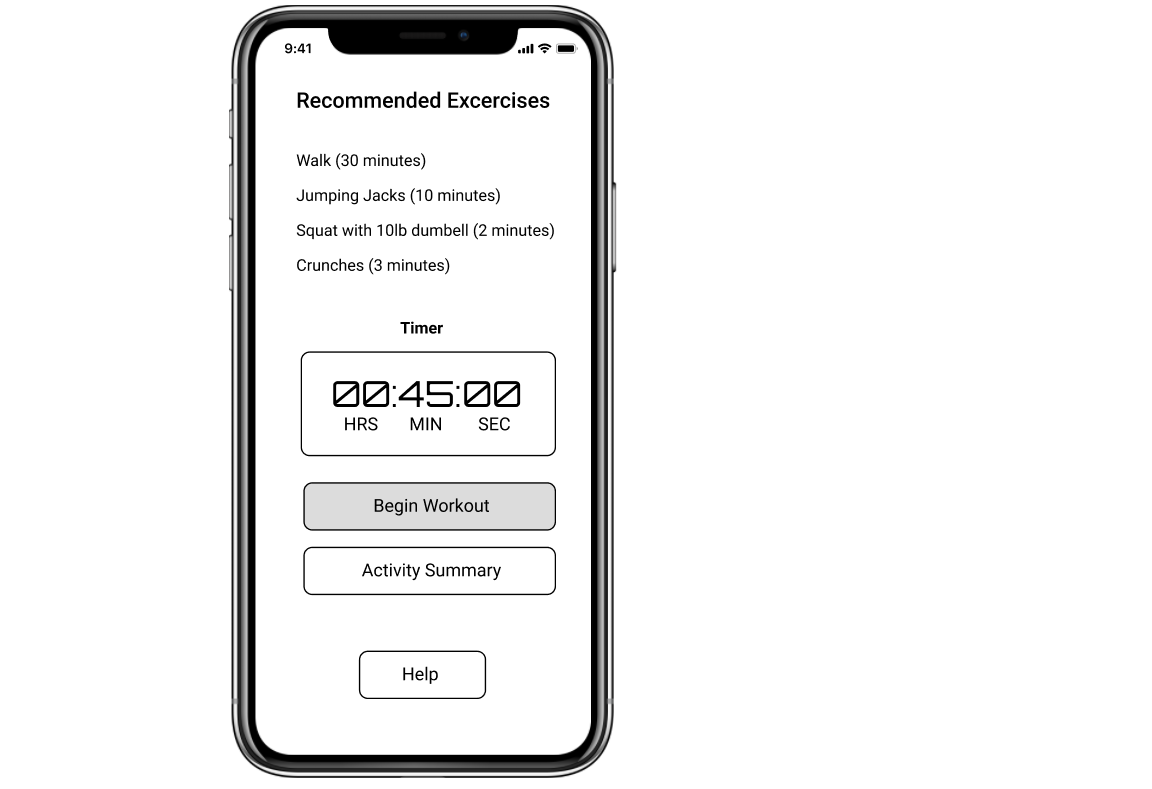 9:41
Recommended Excercises
Walk (30 minutes)
Jumping Jacks (10 minutes)
Squat with 10lb dumbell (2 minutes)
Crunches (3 minutes)
Timer
00:45:00
HRS MIN SEC
Begin Workout
Activity Summary
Help